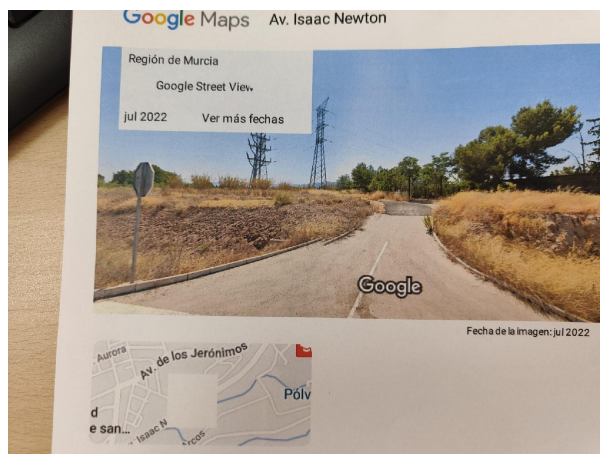 Google Maps Av. Isaac Newton
Región de Murcia
Google Street View
jul 2022 Ver más fechas
Google
Fecha de la imagen: jul 2022
Aurora
Av. de los Jerónimos
Pólv
d
e san...
Isaac N
rcos